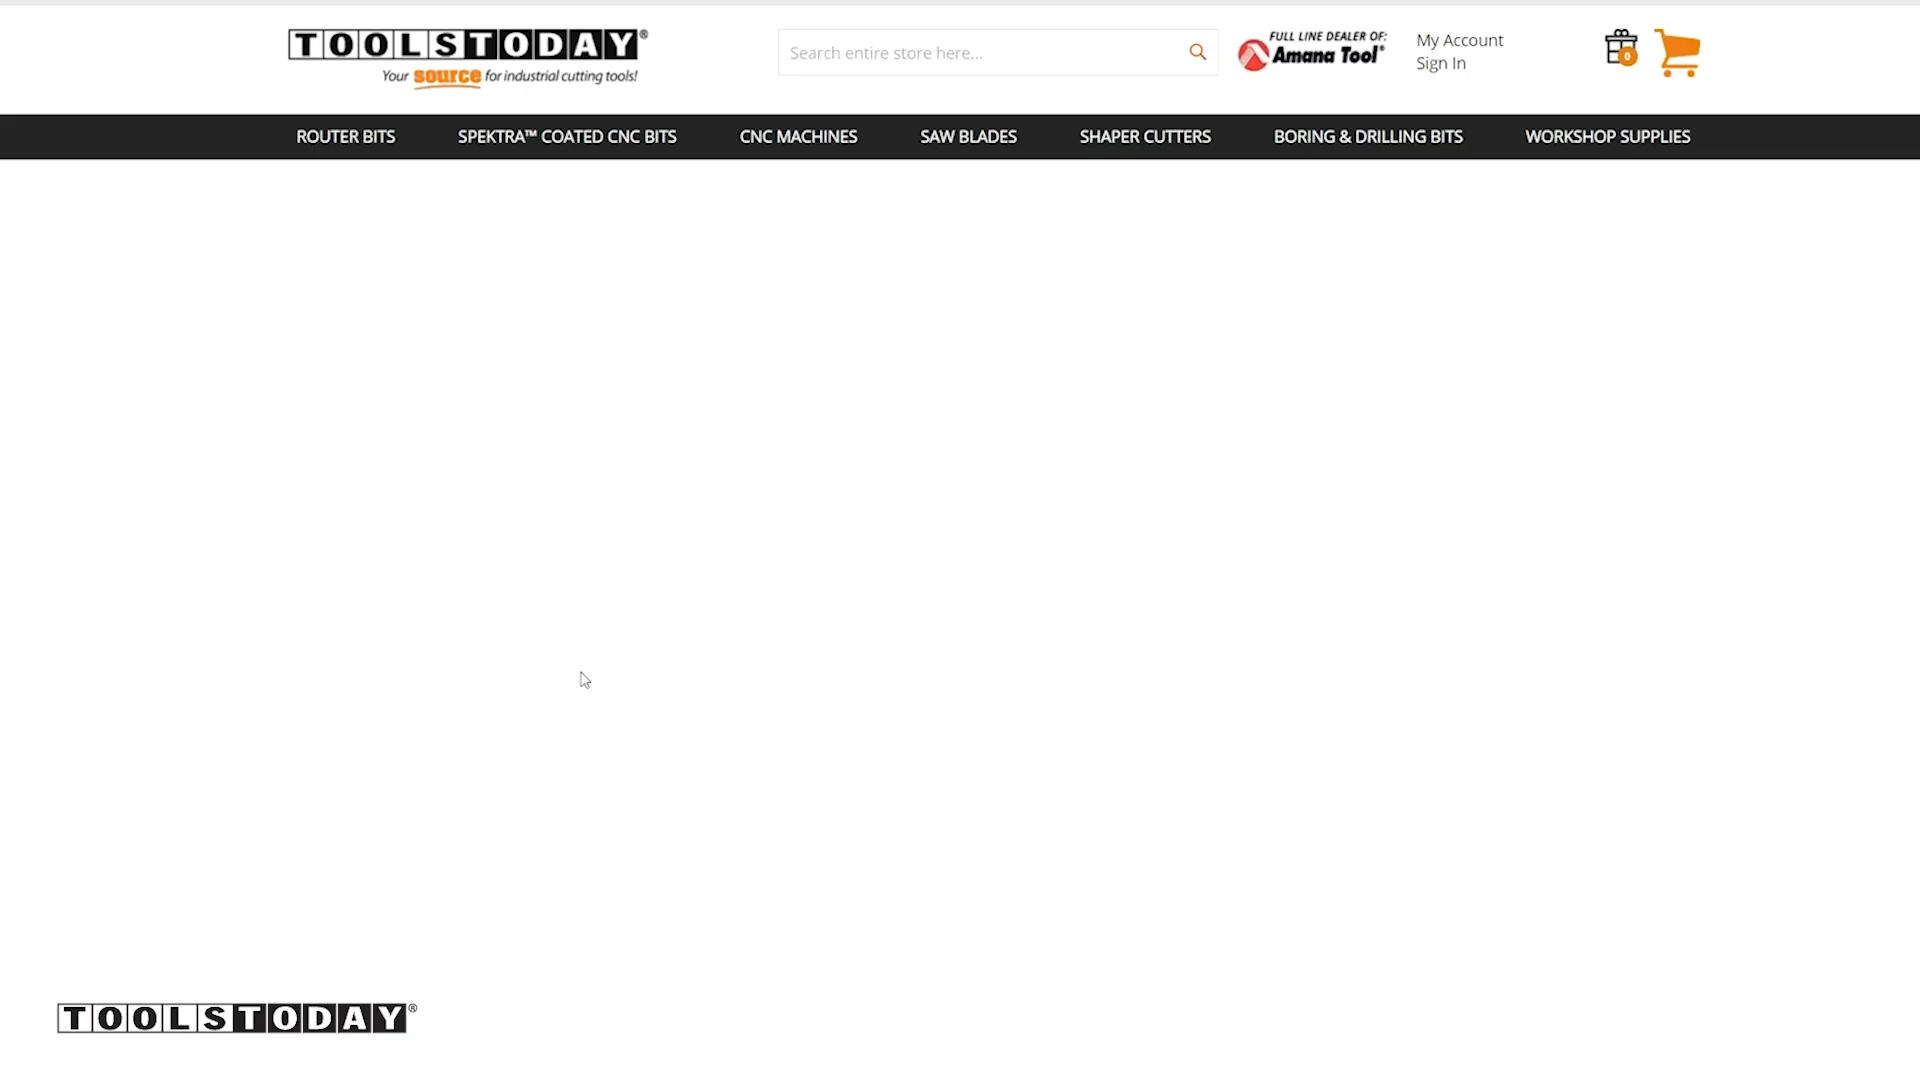 TOOLSTODAY®
Your source for industrial cutting tools!
Search entire store here...
FULL LINE DEALER OF:
Amana Tool®
My Account
Sign In
0
ROUTER BITS SPEKTRA™ COATED CNC BITS CNC MACHINES SAW BLADES SHAPER CUTTERS BORING & DRILLING BITS WORKSHOP SUPPLIES
TOOLSTODAY®